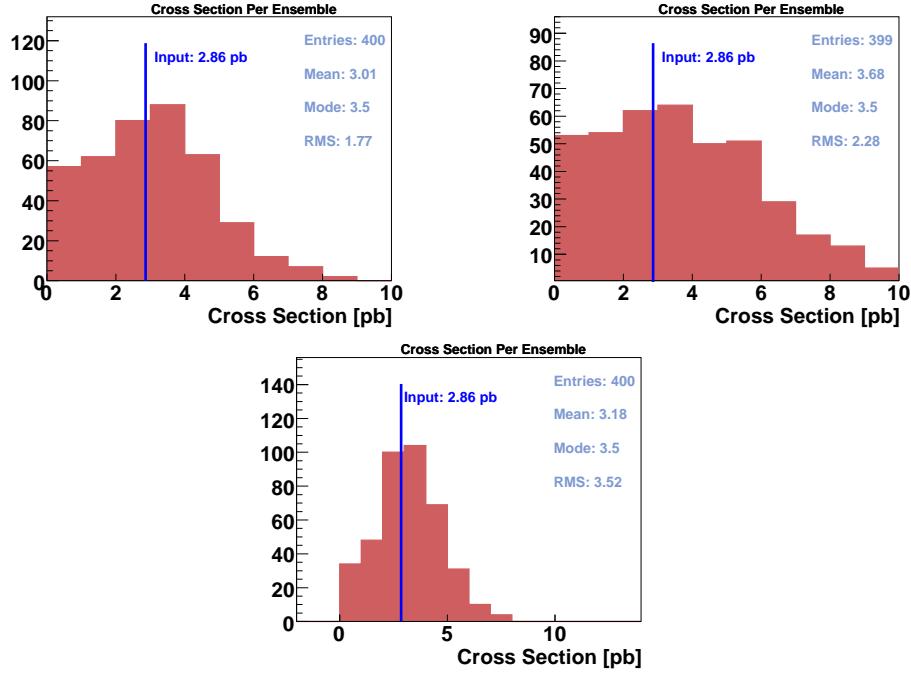 Cross Section Per Ensemble
120
100
80
60
40
20
0
Input: 2.86 pb
Entries: 400
Mean: 3.01
Mode: 3.5
RMS: 1.77
0 2 4 6 8 10
Cross Section [pb]
Cross Section Per Ensemble
90
80
70
60
50
40
30
20
10
Input: 2.86 pb
Entries: 399
Mean: 3.68
Mode: 3.5
RMS: 2.28
0 2 4 6 8 10
Cross Section [pb]
Cross Section Per Ensemble
140
120
100
80
60
40
20
0
Input: 2.86 pb
Entries: 400
Mean: 3.18
Mode: 3.5
RMS: 3.52
0 5 10
Cross Section [pb]